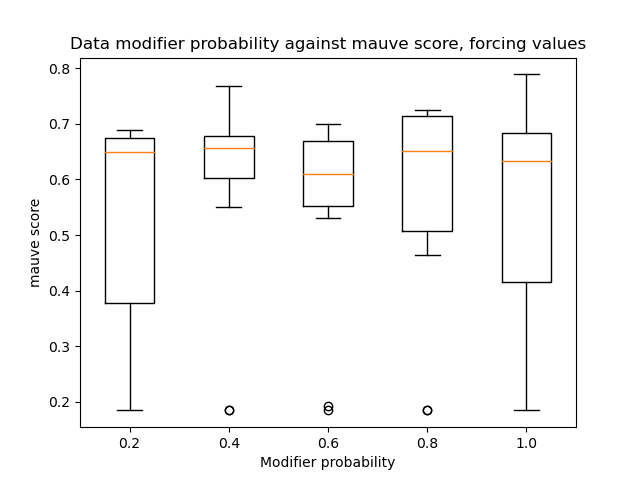 Data modifier probability against mauve score, forcing values
0.8
0.7
0.6
0.5
0.4
0.3
0.2
mauve score
0.2 0.4 0.6 0.8 1.0
Modifier probability